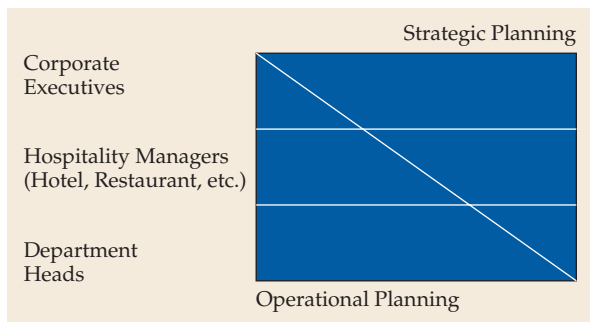 Strategic Planning
Corporate
Executives
Hospitality Managers
(Hotel, Restaurant, etc.)
Department
Heads
Operational Planning